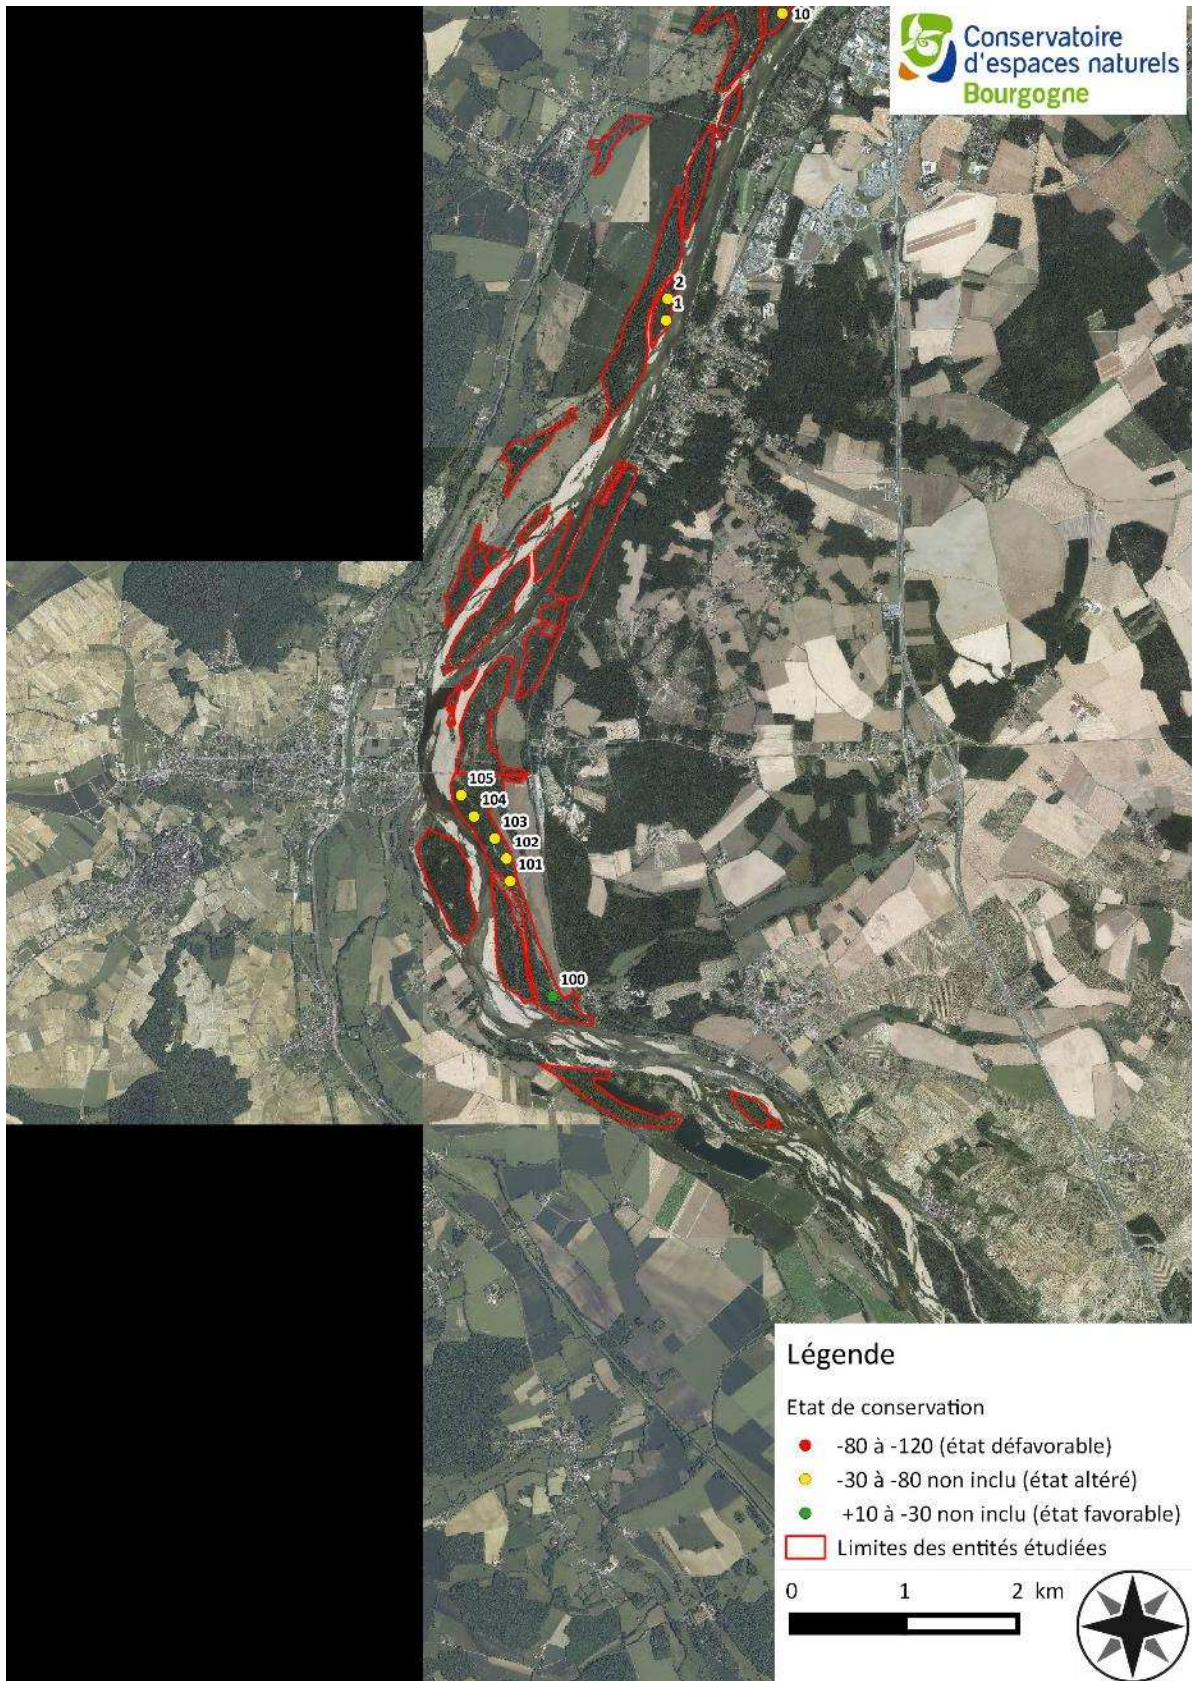 10
Conservatoire
d'espaces naturels
Bourgogne
2
1
105
104
103
102
101
100
Légende
Etat de conservation
-80 à -120 (état défavorable)
-30 à -80 non inclu (état altéré)
+10 à -30 non inclu (état favorable)
Limites des entités étudiées
0 1 2 km